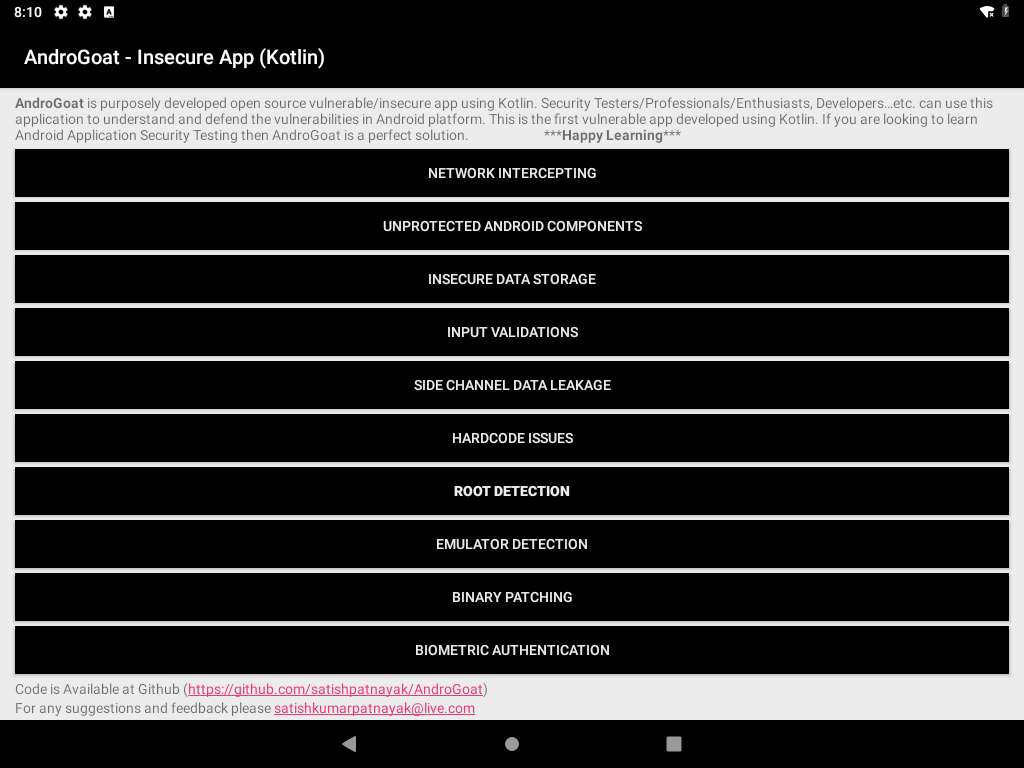 8:10
AndroGoat - Insecure App (Kotlin)
AndroGoat is purposely developed open source vulnerable/insecure app using Kotlin. Security Testers/Professionals/Enthusiasts, Developers...etc. can use this
application to understand and defend the vulnerabilities in Android platform. This is the first vulnerable app developed using Kotlin. If you are looking to learn
Android Application Security Testing then AndroGoat is a perfect solution. ***Happy Learning***
NETWORK INTERCEPTING
UNPROTECTED ANDROID COMPONENTS
INSECURE DATA STORAGE
INPUT VALIDATIONS
SIDE CHANNEL DATA LEAKAGE
HARDCODE ISSUES
ROOT DETECTION
EMULATOR DETECTION
BINARY PATCHING
BIOMETRIC AUTHENTICATION
Code is Available at Github (https://github.com/satishpatnayak/AndroGoat)
For any suggestions and feedback please satishkumarpatnayak@live.com